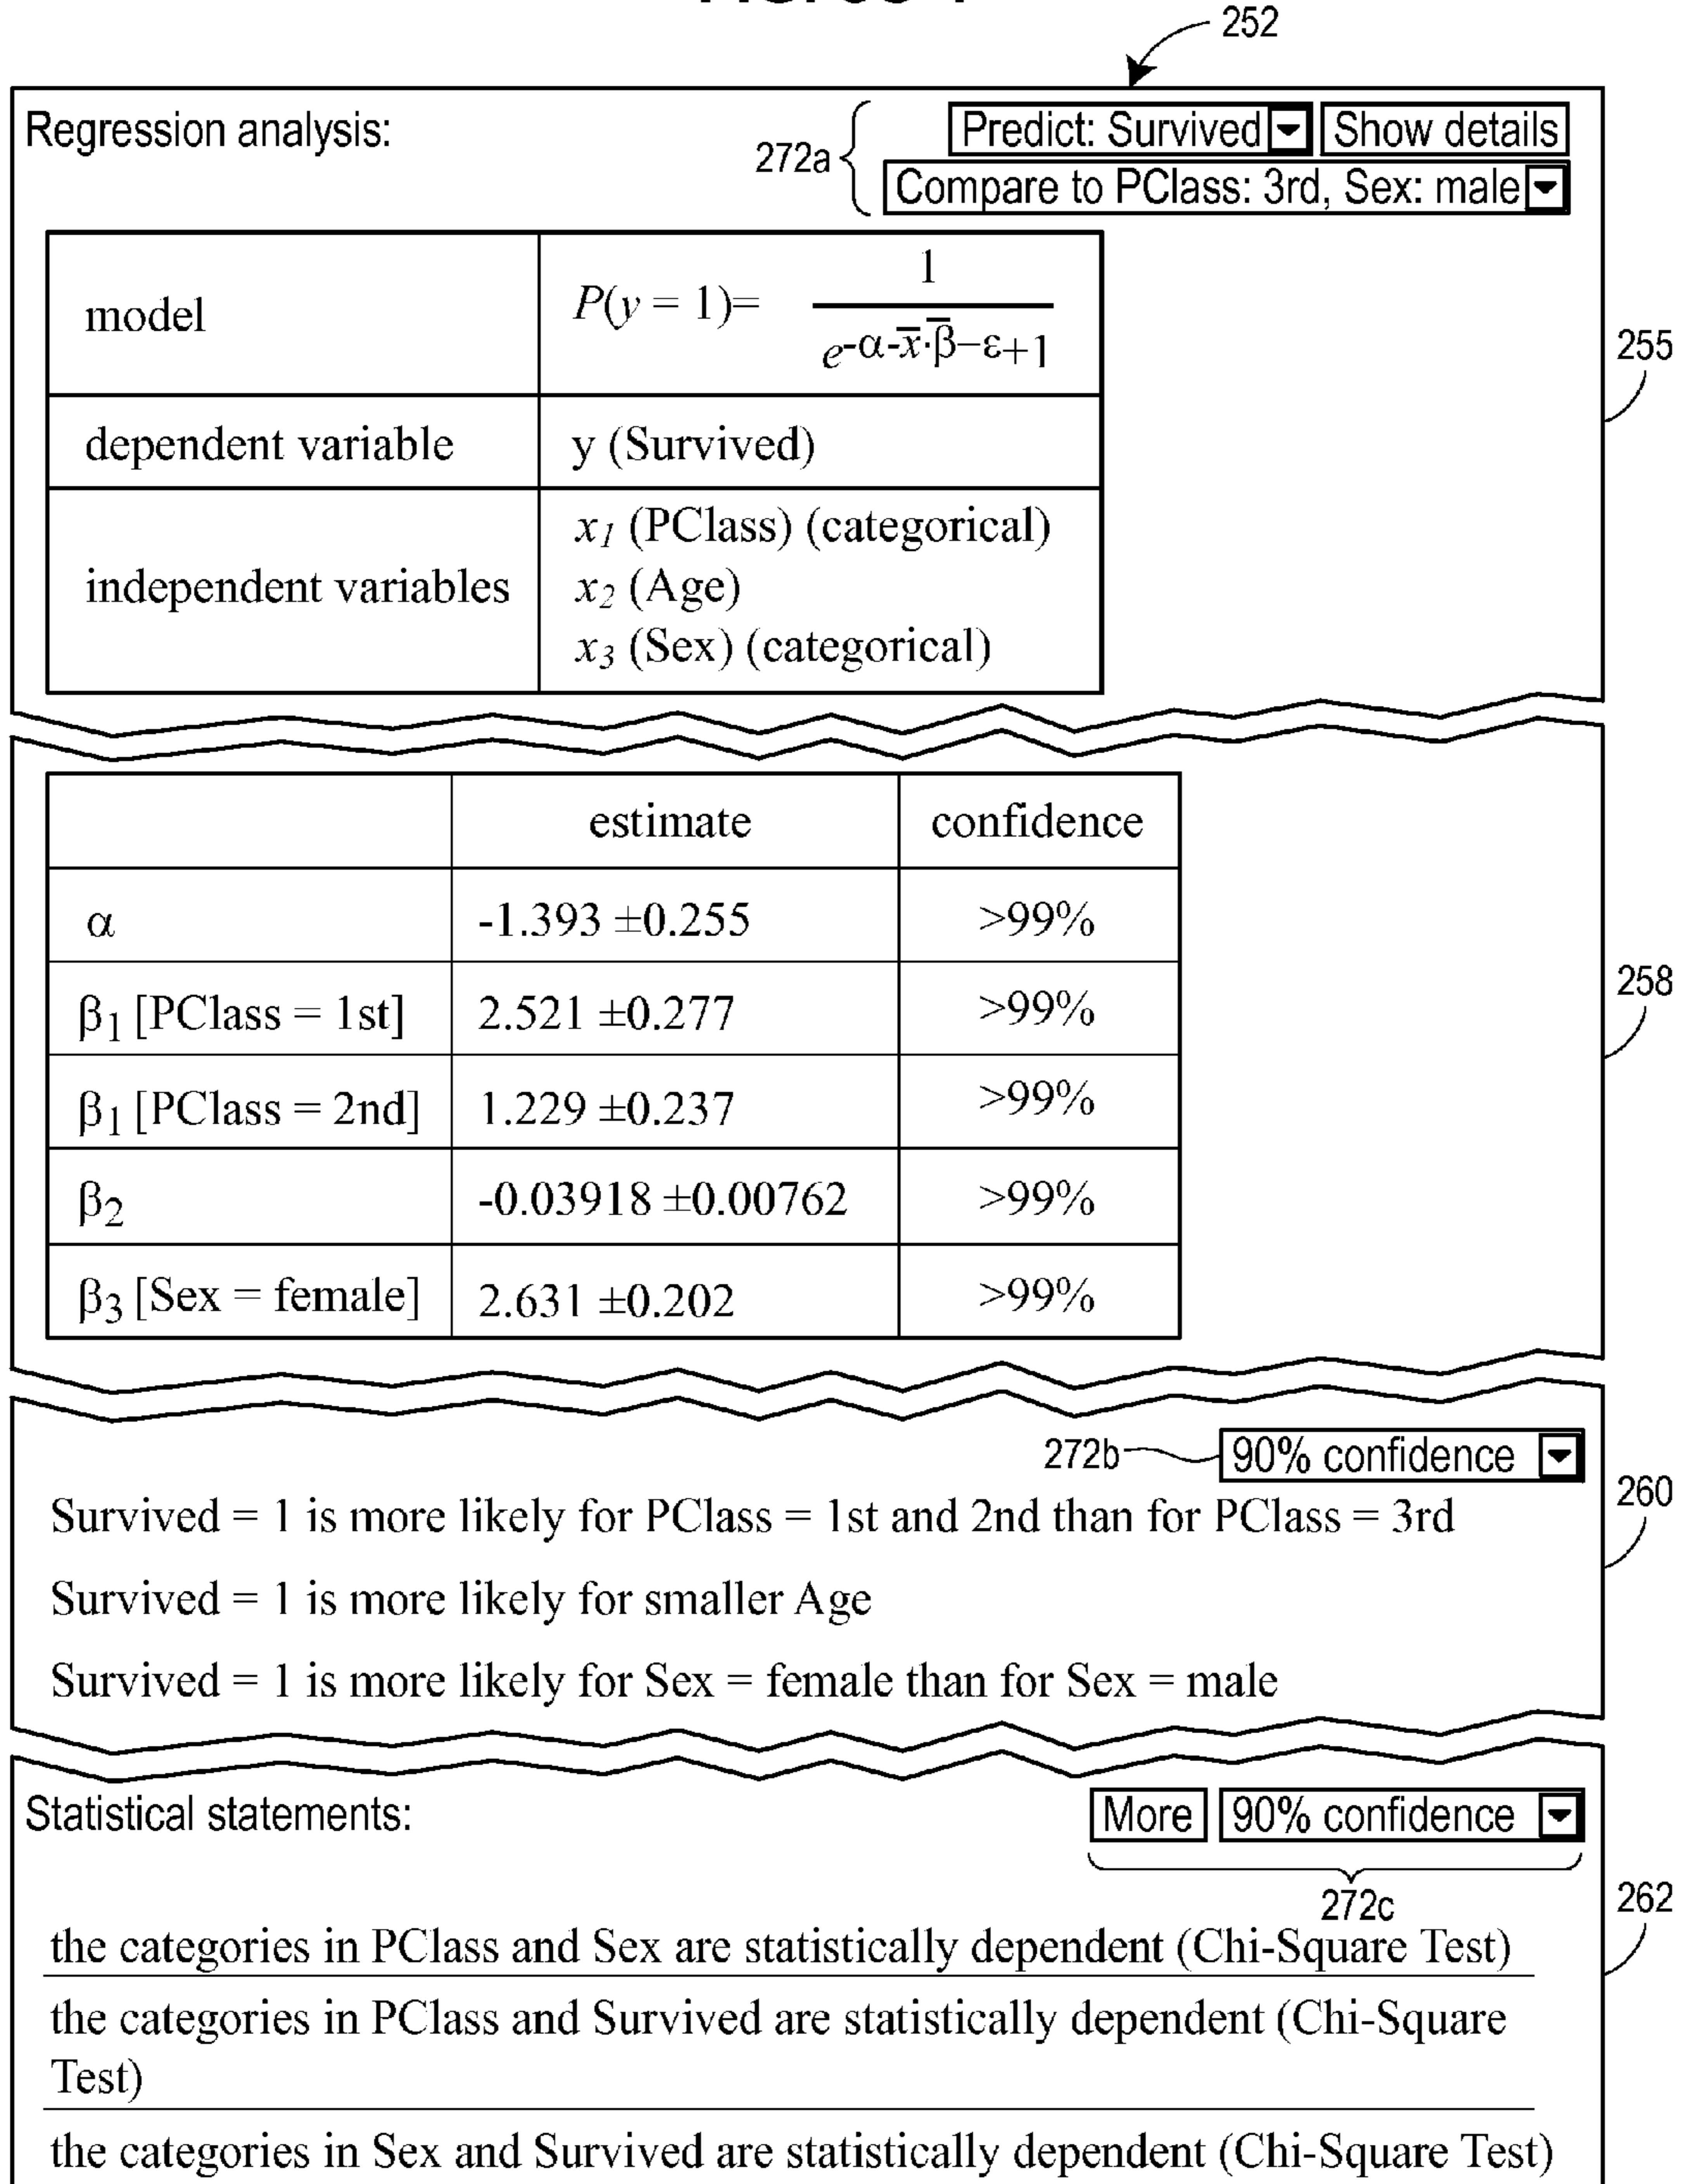 252
Regression analysis:
272a
Predict: Survived
Show details
Compare to PClass: 3rd, Sex: male
model
P(y = 1)= 1 / e-α-x̄·β̄−ε+1
dependent variable
y (Survived)
independent variables
x1 (PClass) (categorical)
x2 (Age)
x3 (Sex) (categorical)
255
estimate confidence
α -1.393 ±0.255 >99%
β1 [PClass = 1st] 2.521 ±0.277 >99%
β1 [PClass = 2nd] 1.229 ±0.237 >99%
β2 -0.03918 ±0.00762 >99%
β3 [Sex = female] 2.631 ±0.202 >99%
258
272b
90% confidence
Survived = 1 is more likely for PClass = 1st and 2nd than for PClass = 3rd
Survived = 1 is more likely for smaller Age
Survived = 1 is more likely for Sex = female than for Sex = male
260
Statistical statements:
More
90% confidence
272c
the categories in PClass and Sex are statistically dependent (Chi-Square Test)
the categories in PClass and Survived are statistically dependent (Chi-Square
Test)
the categories in Sex and Survived are statistically dependent (Chi-Square Test)
262